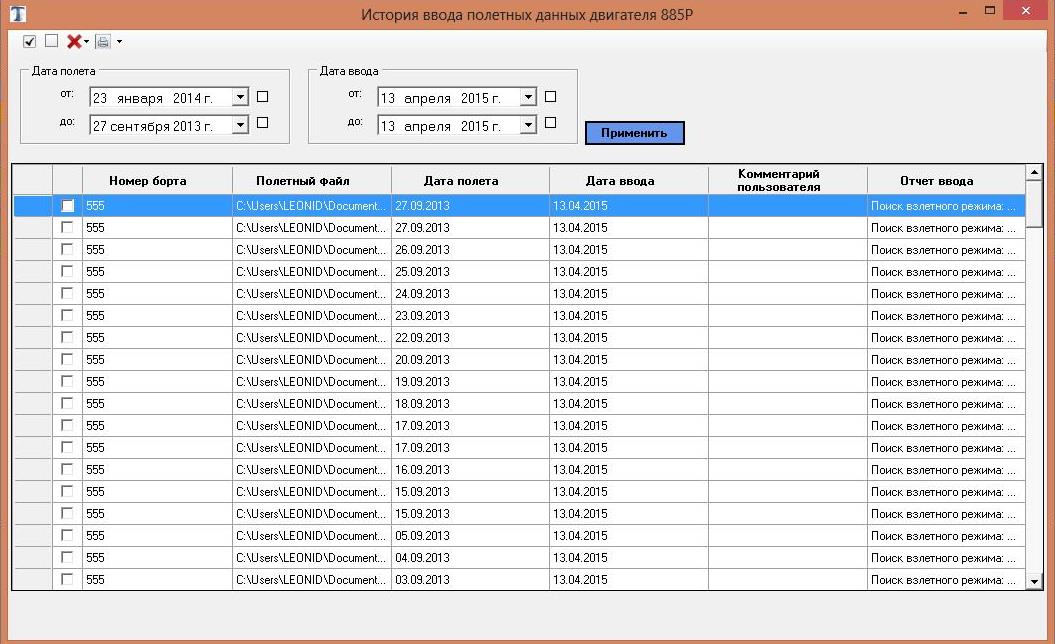 История ввода полетных данных двигателя 885Р
Дата полета
от: 23 января 2014 г.
до: 27 сентября 2013 г.
Дата ввода
от: 13 апреля 2015 г.
до: 13 апреля 2015 г.
Применить
Номер борта Полетный файл Дата полета Дата ввода Комментарий пользователя Отчет ввода
555 C:\Users\LEONID\Document... 27.09.2013 13.04.2015 Поиск взлетного режима: ...
555 C:\Users\LEONID\Document... 27.09.2013 13.04.2015 Поиск взлетного режима: ...
555 C:\Users\LEONID\Document... 26.09.2013 13.04.2015 Поиск взлетного режима: ...
555 C:\Users\LEONID\Document... 25.09.2013 13.04.2015 Поиск взлетного режима: ...
555 C:\Users\LEONID\Document... 24.09.2013 13.04.2015 Поиск взлетного режима: ...
555 C:\Users\LEONID\Document... 23.09.2013 13.04.2015 Поиск взлетного режима: ...
555 C:\Users\LEONID\Document... 22.09.2013 13.04.2015 Поиск взлетного режима: ...
555 C:\Users\LEONID\Document... 20.09.2013 13.04.2015 Поиск взлетного режима: ...
555 C:\Users\LEONID\Document... 19.09.2013 13.04.2015 Поиск взлетного режима: ...
555 C:\Users\LEONID\Document... 18.09.2013 13.04.2015 Поиск взлетного режима: ...
555 C:\Users\LEONID\Document... 17.09.2013 13.04.2015 Поиск взлетного режима: ...
555 C:\Users\LEONID\Document... 17.09.2013 13.04.2015 Поиск взлетного режима: ...
555 C:\Users\LEONID\Document... 16.09.2013 13.04.2015 Поиск взлетного режима: ...
555 C:\Users\LEONID\Document... 15.09.2013 13.04.2015 Поиск взлетного режима: ...
555 C:\Users\LEONID\Document... 15.09.2013 13.04.2015 Поиск взлетного режима: ...
555 C:\Users\LEONID\Document... 05.09.2013 13.04.2015 Поиск взлетного режима: ...
555 C:\Users\LEONID\Document... 04.09.2013 13.04.2015 Поиск взлетного режима: ...
555 C:\Users\LEONID\Document... 03.09.2013 13.04.2015 Поиск взлетного режима: ...